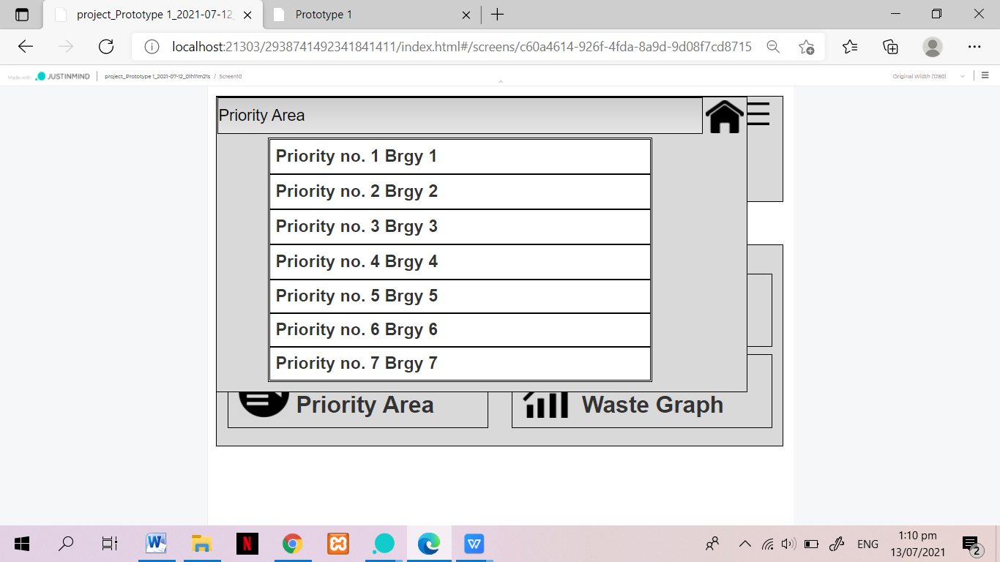 project_Prototype 1_2021-07-12_
Prototype 1
localhost:21303/2938741492341841411/index.html#/screens/c60a4614-926f-4fda-8a9d-9d08f7cd8715
Made with JUSTINMIND project_Prototype 1_2021-07-12_01h11m21s / Screen10
Original Width (1280)
Priority Area
Priority no. 1 Brgy 1
Priority no. 2 Brgy 2
Priority no. 3 Brgy 3
Priority no. 4 Brgy 4
Priority no. 5 Brgy 5
Priority no. 6 Brgy 6
Priority no. 7 Brgy 7
Priority Area
Waste Graph
W
N
W
ENG
1:10 pm
13/07/2021
2